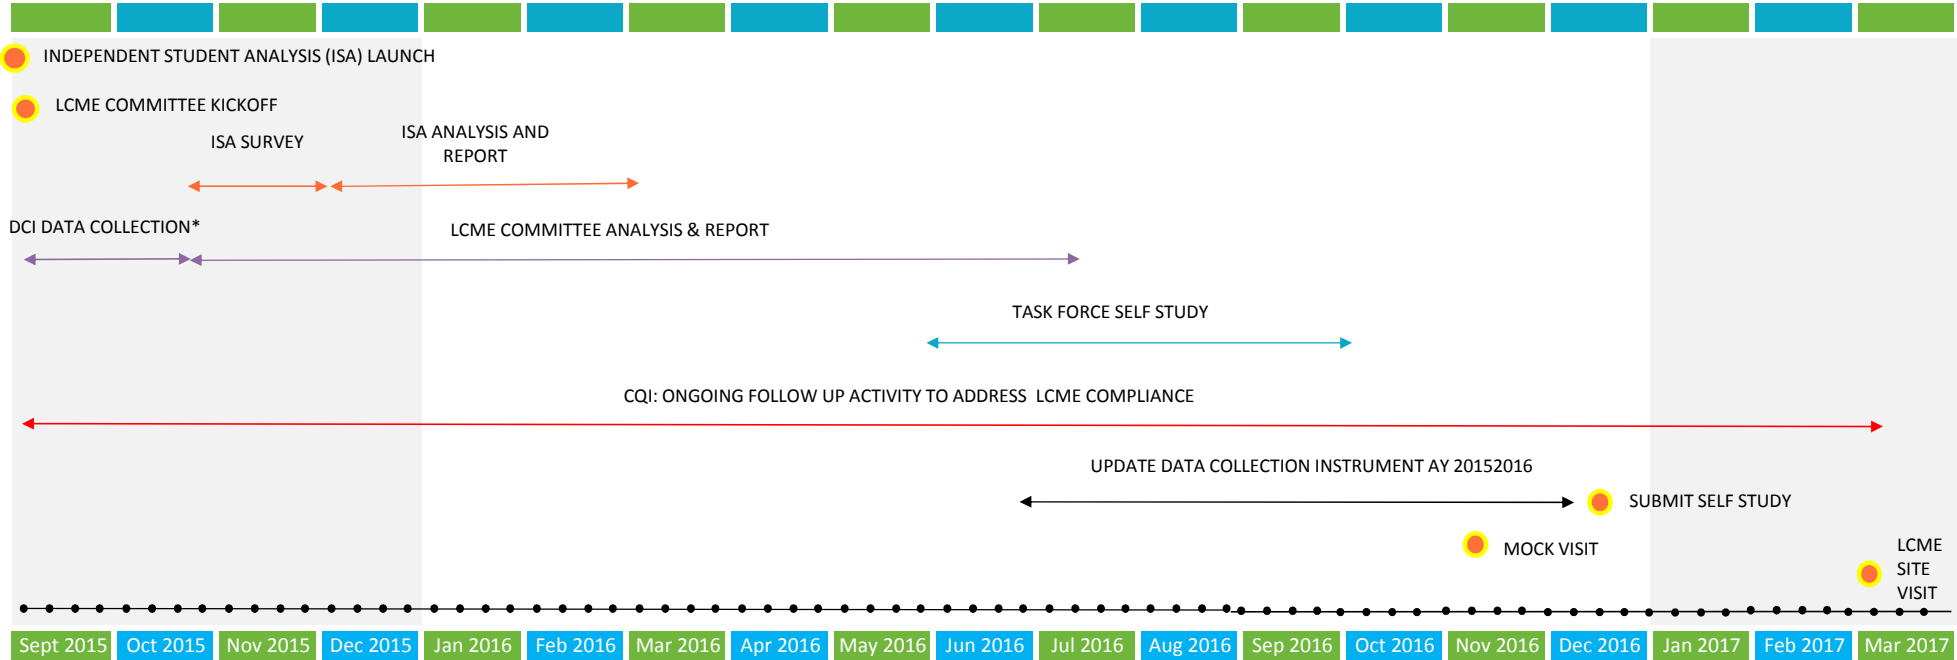 INDEPENDENT STUDENT ANALYSIS (ISA) LAUNCH
LCME COMMITTEE KICKOFF
ISA SURVEY
ISA ANALYSIS AND
REPORT
DCI DATA COLLECTION*
LCME COMMITTEE ANALYSIS & REPORT
TASK FORCE SELF STUDY
CQI: ONGOING FOLLOW UP ACTIVITY TO ADDRESS LCME COMPLIANCE
UPDATE DATA COLLECTION INSTRUMENT AY 20152016
SUBMIT SELF STUDY
MOCK VISIT
LCME
SITE
VISIT
Sept 2015 Oct 2015 Nov 2015 Dec 2015 Jan 2016 Feb 2016 Mar 2016 Apr 2016 May 2016 Jun 2016 Jul 2016 Aug 2016 Sep 2016 Oct 2016 Nov 2016 Dec 2016 Jan 2017 Feb 2017 Mar 2017